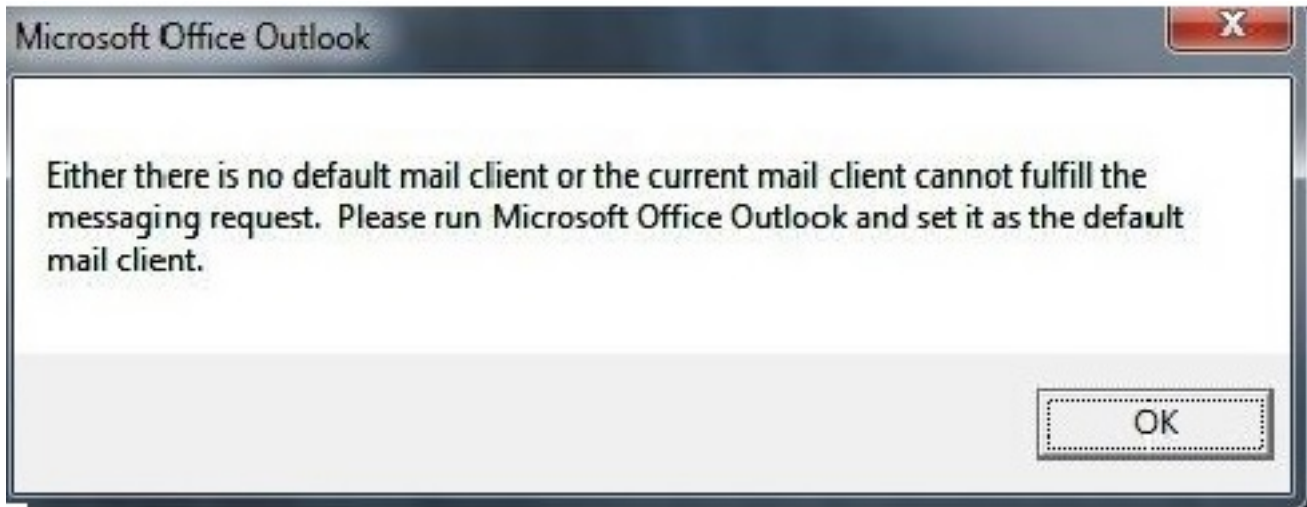 Microsoft Office Outlook
X
Either there is no default mail client or the current mail client cannot fulfill the
messaging request.  Please run Microsoft Office Outlook and set it as the default
mail client.
OK